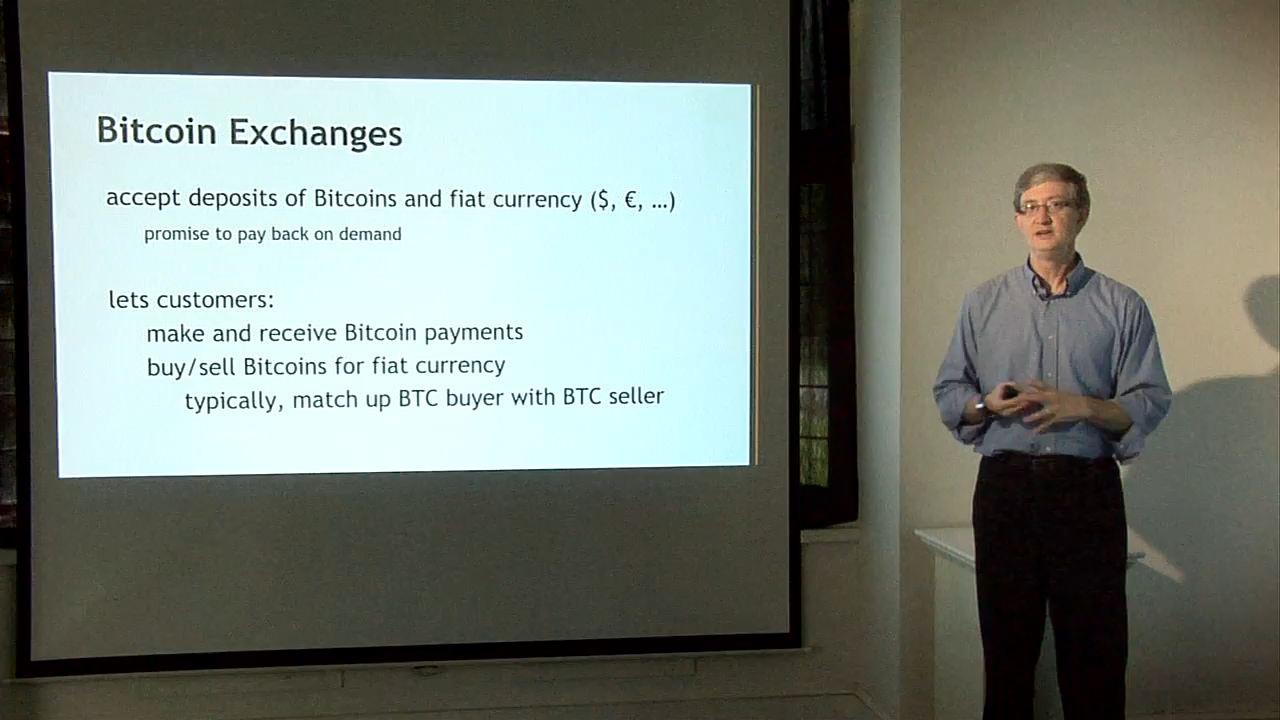 Bitcoin Exchanges
accept deposits of Bitcoins and fiat currency ($, €, …)
promise to pay back on demand
lets customers:
make and receive Bitcoin payments
buy/sell Bitcoins for fiat currency
typically, match up BTC buyer with BTC seller